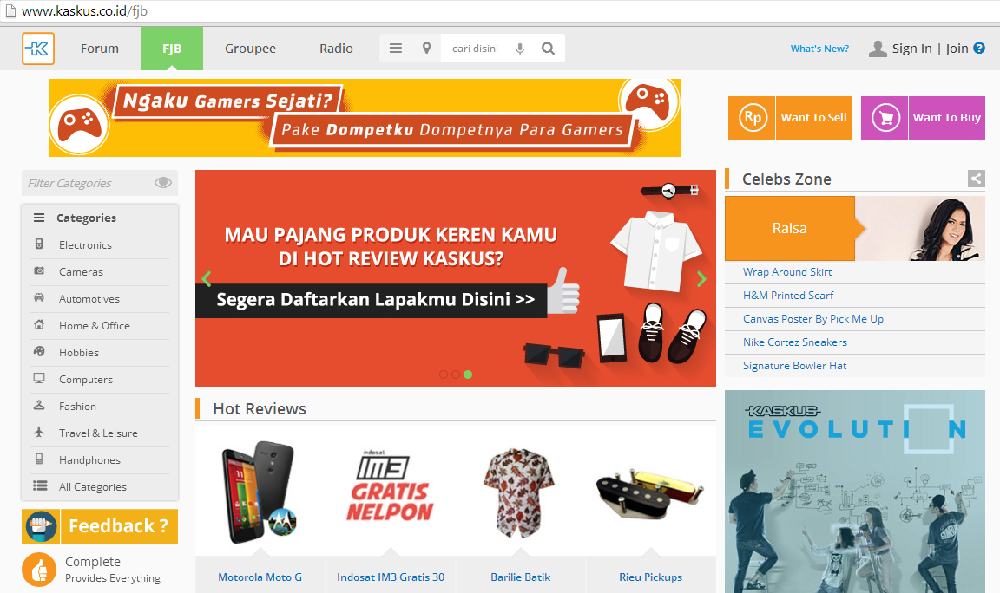 www.kaskus.co.id/fjb
Forum
FJB
Groupee
Radio
cari disini
What's New?
Sign In | Join ?
Ngaku Gamers Sejati?
Pake Dompetku Dompetnya Para Gamers
Rp
Want To Sell
Want To Buy
Filter Categories
Categories
Electronics
Cameras
Automotives
Home & Office
Hobbies
Computers
Fashion
Travel & Leisure
Handphones
All Categories
Feedback ?
Complete
Provides Everything
MAU PAJANG PRODUK KEREN KAMU
DI HOT REVIEW KASKUS?
Segera Daftarkan Lapakmu Disini >>
Hot Reviews
indosat
IM3
GRATIS
NELPON
Motorola Moto G
Indosat IM3 Gratis 30
Barilie Batik
Rieu Pickups
Celebs Zone
Raisa
Wrap Around Skirt
H&M Printed Scarf
Canvas Poster By Pick Me Up
Nike Cortez Sneakers
Signature Bowler Hat
KASKUS
EVOLUTION